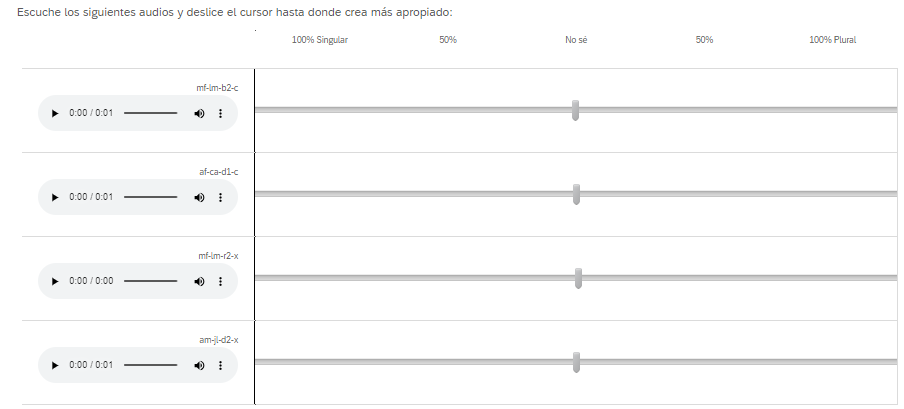 Escuche los siguientes audios y deslice el cursor hasta donde crea más apropiado:
100% Singular 50% No sé 50% 100% Plural
mf-lm-b2-c
0:00 / 0:01
af-ca-d1-c
0:00 / 0:01
mf-lm-r2-x
0:00 / 0:00
am-jl-d2-x
0:00 / 0:01